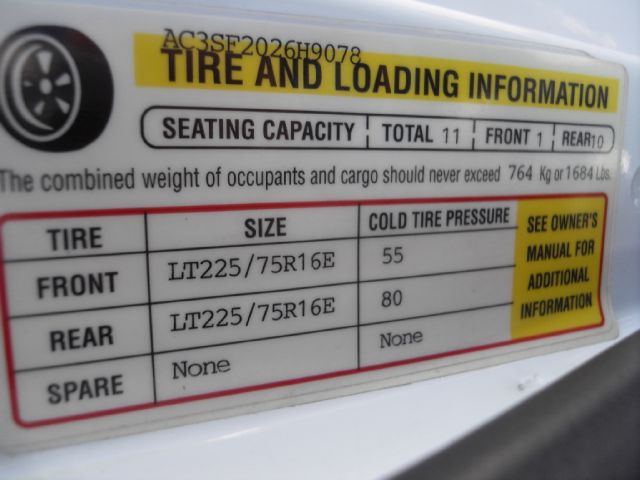 AC3SF2026H9078
TIRE AND LOADING INFORMATION
SEATING CAPACITY TOTAL 11 FRONT 1 REAR 10
The combined weight of occupants and cargo should never exceed 764 Kg or 1684 Lbs.
TIRE SIZE COLD TIRE PRESSURE
FRONT LT225/75R16E 55
REAR LT225/75R16E 80
SPARE None None
SEE OWNER'S
MANUAL FOR
ADDITIONAL
INFORMATION